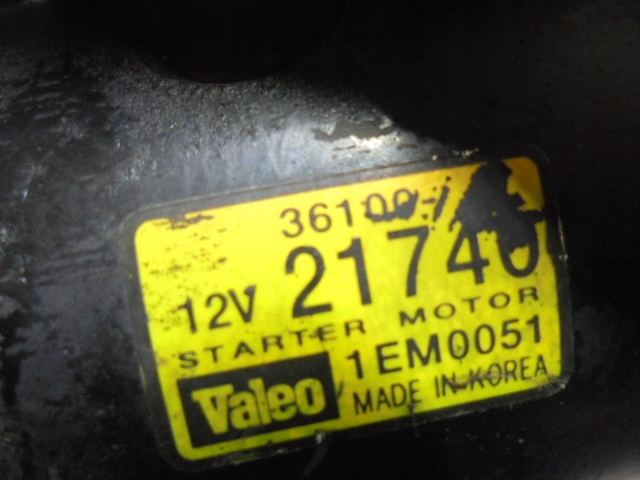 36100-
12V 21740
STARTER MOTOR
Valeo 1EM0051
MADE IN KOREA